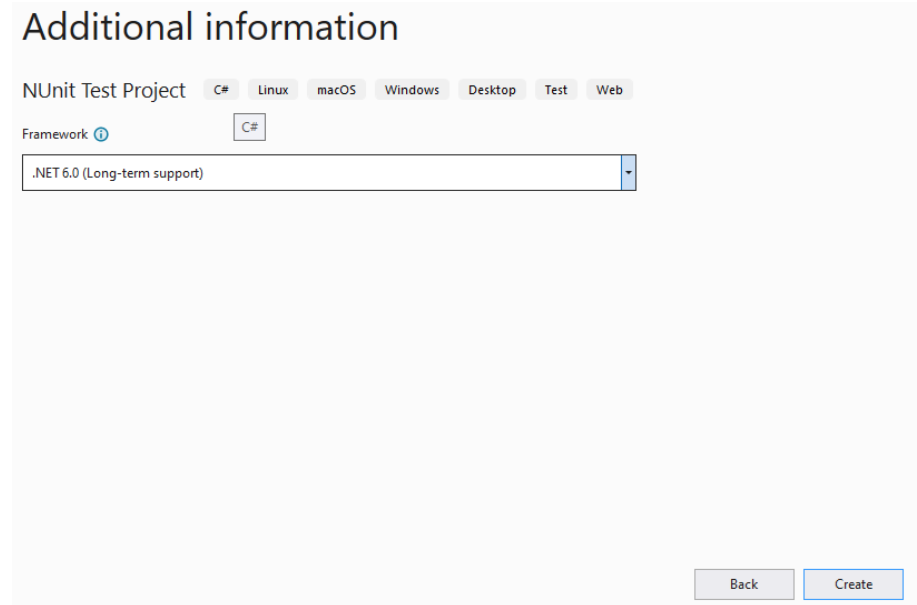 Additional information
NUnit Test Project C# Linux macOS Windows Desktop Test Web
Framework
C#
.NET 6.0 (Long-term support)
Back Create